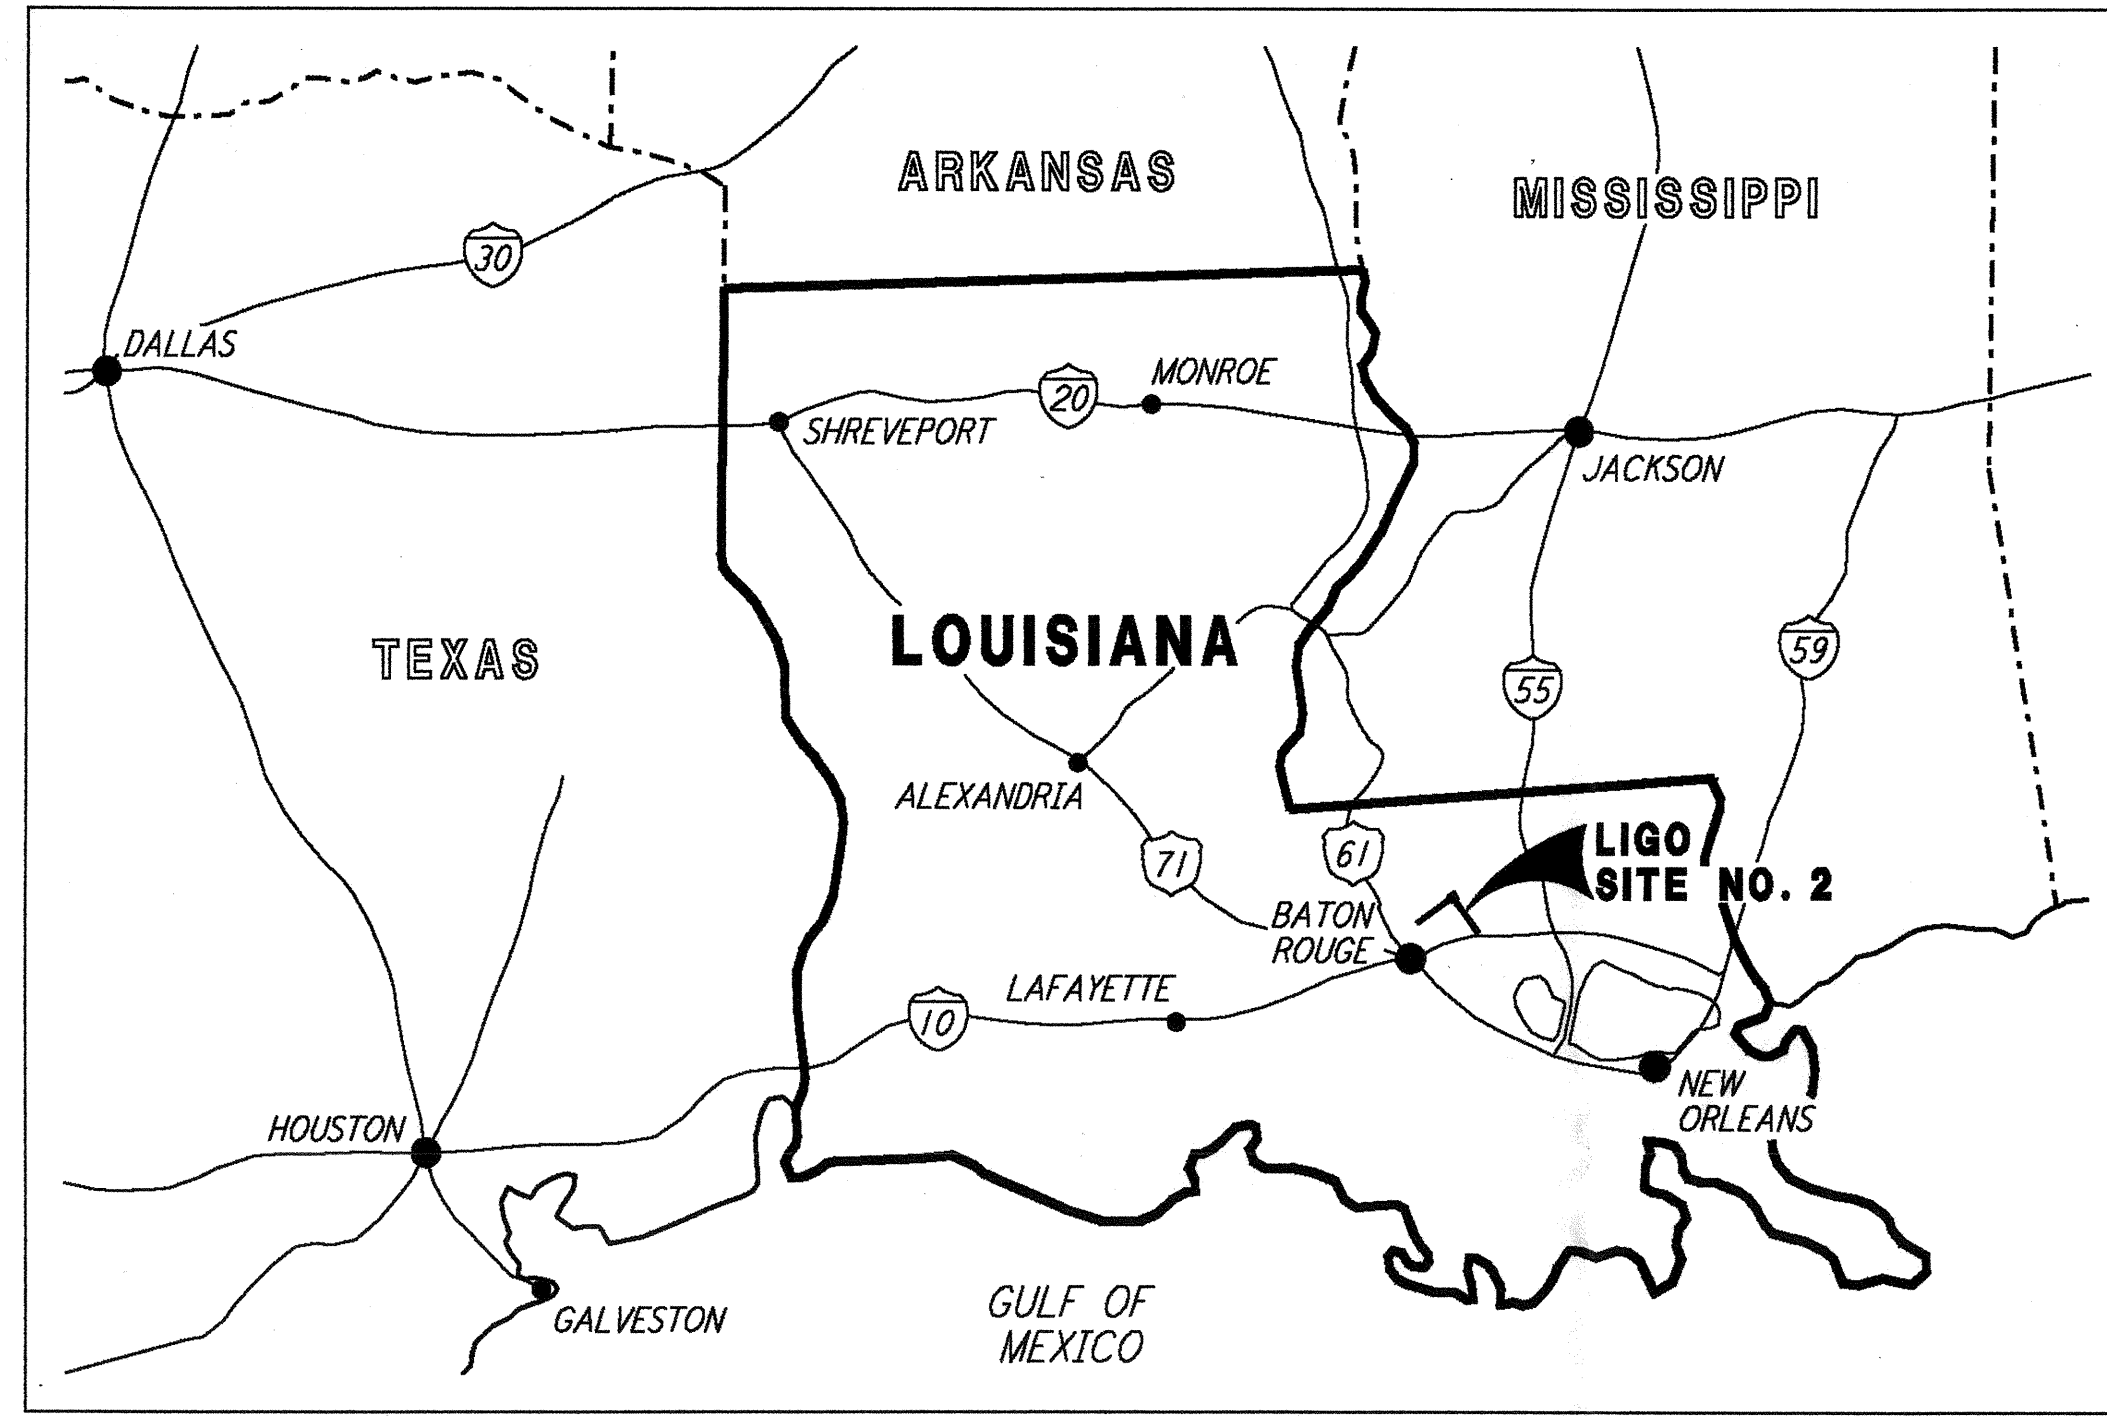 ARKANSAS
MISSISSIPPI
30
DALLAS
MONROE
20
SHREVEPORT
JACKSON
LOUISIANA
TEXAS
59
55
ALEXANDRIA
LIGO
SITE NO. 2
71
61
BATON
ROUGE
LAFAYETTE
10
NEW
ORLEANS
HOUSTON
GALVESTON
GULF OF
MEXICO